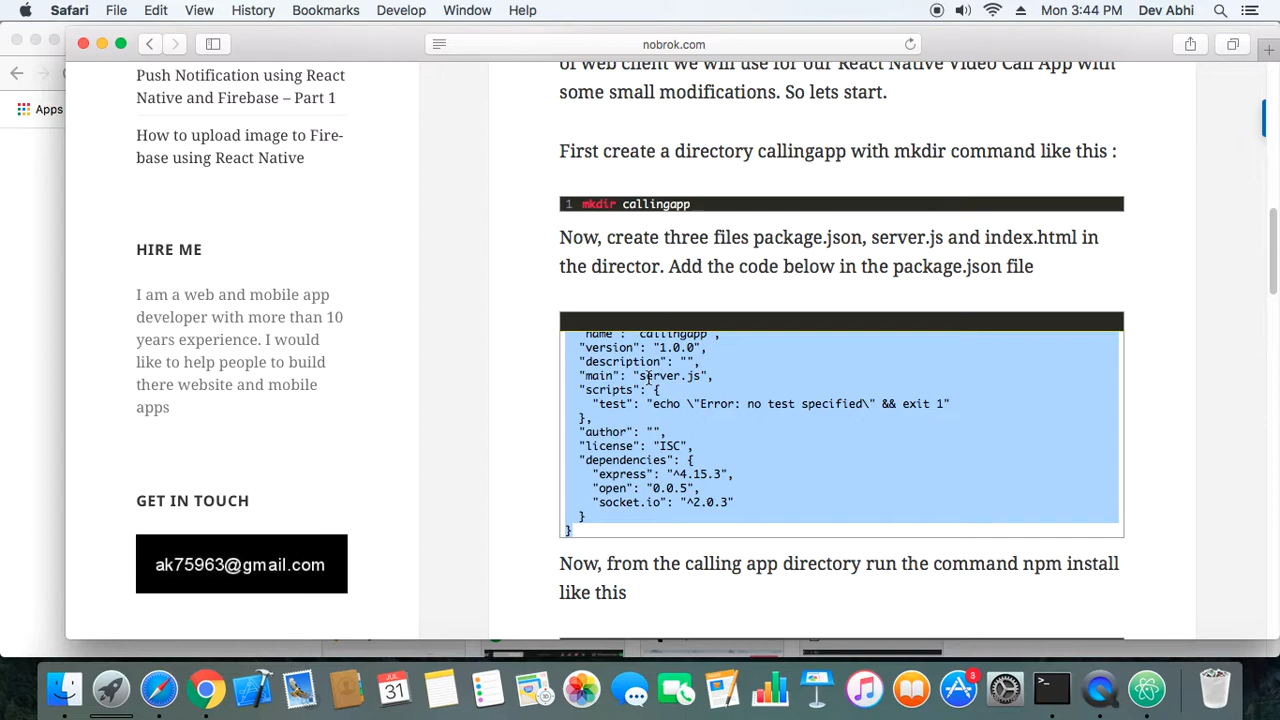 Safari File Edit View History Bookmarks Develop Window Help Mon 3:44 PM Dev Abhi
nobrok.com
Apps
Push Notification using React
Native and Firebase – Part 1
How to upload image to Fire-
base using React Native
HIRE ME
I am a web and mobile app
developer with more than 10
years experience. I would
like to help people to build
there website and mobile
apps
GET IN TOUCH
ak75963@gmail.com
of web client we will use for our React Native Video Call App with
some small modifications. So lets start.
First create a directory callingapp with mkdir command like this :
1 mkdir callingapp
Now, create three files package.json, server.js and index.html in
the director. Add the code below in the package.json file
"name": "callingapp",
"version": "1.0.0",
"description": "",
"main": "server.js",
"scripts": {
"test": "echo \"Error: no test specified\" && exit 1"
},
"author": "",
"license": "ISC",
"dependencies": {
"express": "^4.15.3",
"open": "0.0.5",
"socket.io": "^2.0.3"
}
}
Now, from the calling app directory run the command npm install
like this
JUL
31
3